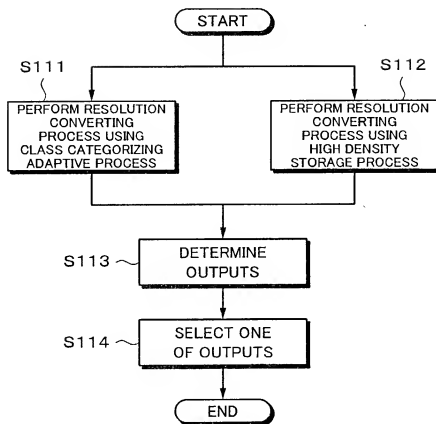 START
S111
S112
PERFORM RESOLUTION
CONVERTING
PROCESS USING
CLASS CATEGORIZING
ADAPTIVE PROCESS
PERFORM RESOLUTION
CONVERTING
PROCESS USING
HIGH DENSITY
STORAGE PROCESS
S113
DETERMINE
OUTPUTS
S114
SELECT ONE
OF OUTPUTS
END